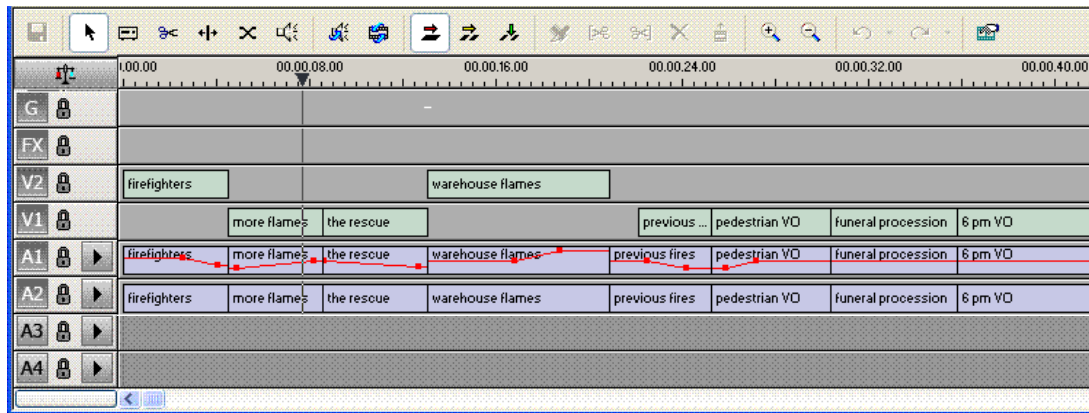 :00.00 00.00.08.00 00.00.16.00 00.00.24.00 00.00.32.00 00.00.40.00
G
FX
V2 firefighters warehouse flames
V1 more flames the rescue previous ... pedestrian VO funeral procession 6 pm VO
A1 firefighters more flames the rescue warehouse flames previous fires pedestrian VO funeral procession 6 pm VO
A2 firefighters more flames the rescue warehouse flames previous fires pedestrian VO funeral procession 6 pm VO
A3
A4